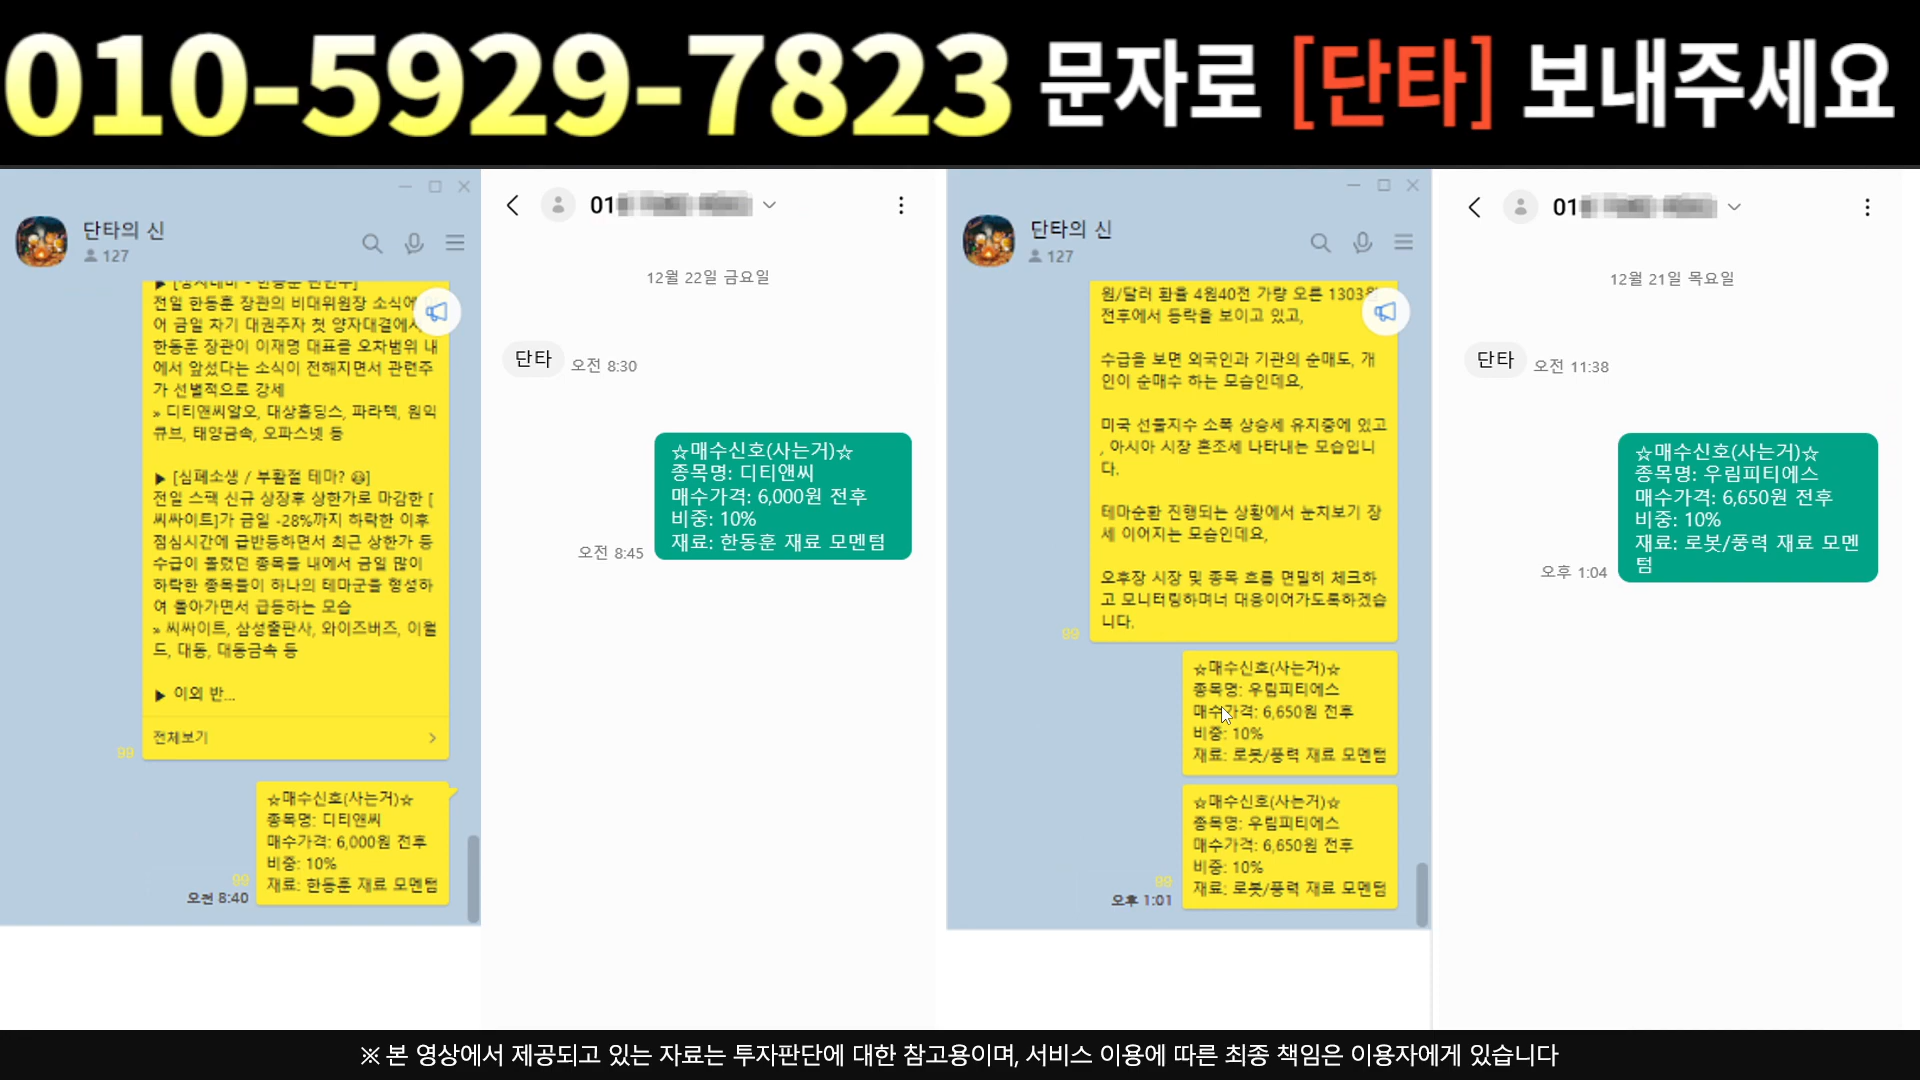 010-5929-7823 문자로 [단타] 보내주세요
단타의 신
127
전일 한동훈 장관의 비대위원장 소식에
어 금일 차기 대권주자 첫 양자대결에서
한동훈 장관이 이재명 대표를 오차범위 내
에서 앞섰다는 소식이 전해지면서 관련주
가 선별적으로 강세
» 디티앤씨알오, 대상홀딩스, 파라텍, 원익
큐브, 태양금속, 오파스넷 등
▶ [심폐소생 / 부활절 테마? ]
전일 스팩 신규 상장후 상한가로 마감한 [
씨싸이트]가 금일 -28%까지 하락한 이후
점심시간에 급반등하면서 최근 상한가 등
수급이 몰렸던 종목들 내에서 금일 많이
하락한 종목들이 하나의 테마군을 형성하
여 돌아가면서 급등하는 모습
» 씨싸이트, 삼성출판사, 와이즈버즈, 이월
드, 대동, 대동금속 등
▶ 이외 반...
전체보기
99
☆매수신호(사는거)☆
종목명: 디티앤씨
매수가격: 6,000원 전후
비중: 10%
재료: 한동훈 재료 모멘텀
99
오전 8:40
01
12월 22일 금요일
단타 오전 8:30
☆매수신호(사는거)☆
종목명: 디티앤씨
매수가격: 6,000원 전후
비중: 10%
재료: 한동훈 재료 모멘텀
오전 8:45
단타의 신
127
원/달러 환율 4원40전 가량 오른 1303원
전후에서 등락을 보이고 있고,
수급을 보면 외국인과 기관의 순매도, 개
인이 순매수 하는 모습인데요,
미국 선물지수 소폭 상승세 유지중에 있고
, 아시아 시장 혼조세 나타내는 모습입니
다.
테마순환 진행되는 상황에서 눈치보기 장
세 이어지는 모습인데요,
오후장 시장 및 종목 흐름 면밀히 체크하
고 모니터링하며너 대응이어가도록하겠습
니다.
99
☆매수신호(사는거)☆
종목명: 우림피티에스
매수가격: 6,650원 전후
비중: 10%
재료: 로봇/풍력 재료 모멘텀
☆매수신호(사는거)☆
종목명: 우림피티에스
매수가격: 6,650원 전후
비중: 10%
재료: 로봇/풍력 재료 모멘텀
99
오후 1:01
01
12월 21일 목요일
단타 오전 11:38
☆매수신호(사는거)☆
종목명: 우림피티에스
매수가격: 6,650원 전후
비중: 10%
재료: 로봇/풍력 재료 모멘
텀
오후 1:04
※ 본 영상에서 제공되고 있는 자료는 투자판단에 대한 참고용이며, 서비스 이용에 따른 최종 책임은 이용자에게 있습니다